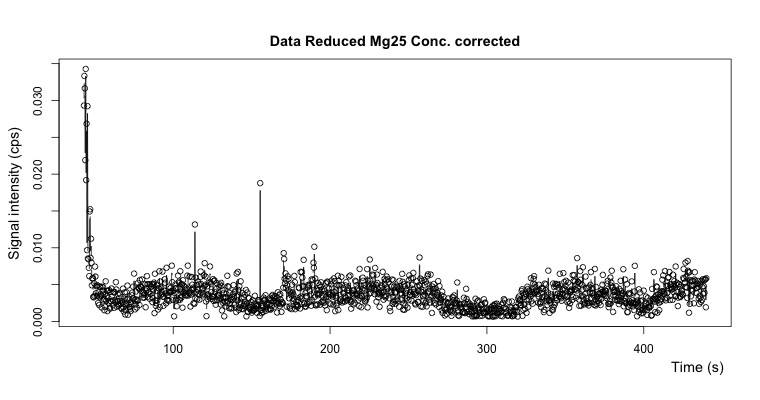 Data Reduced Mg25 Conc. corrected
Signal intensity (cps)
0.030
0.020
0.010
0.000
100 200 300 400
Time (s)